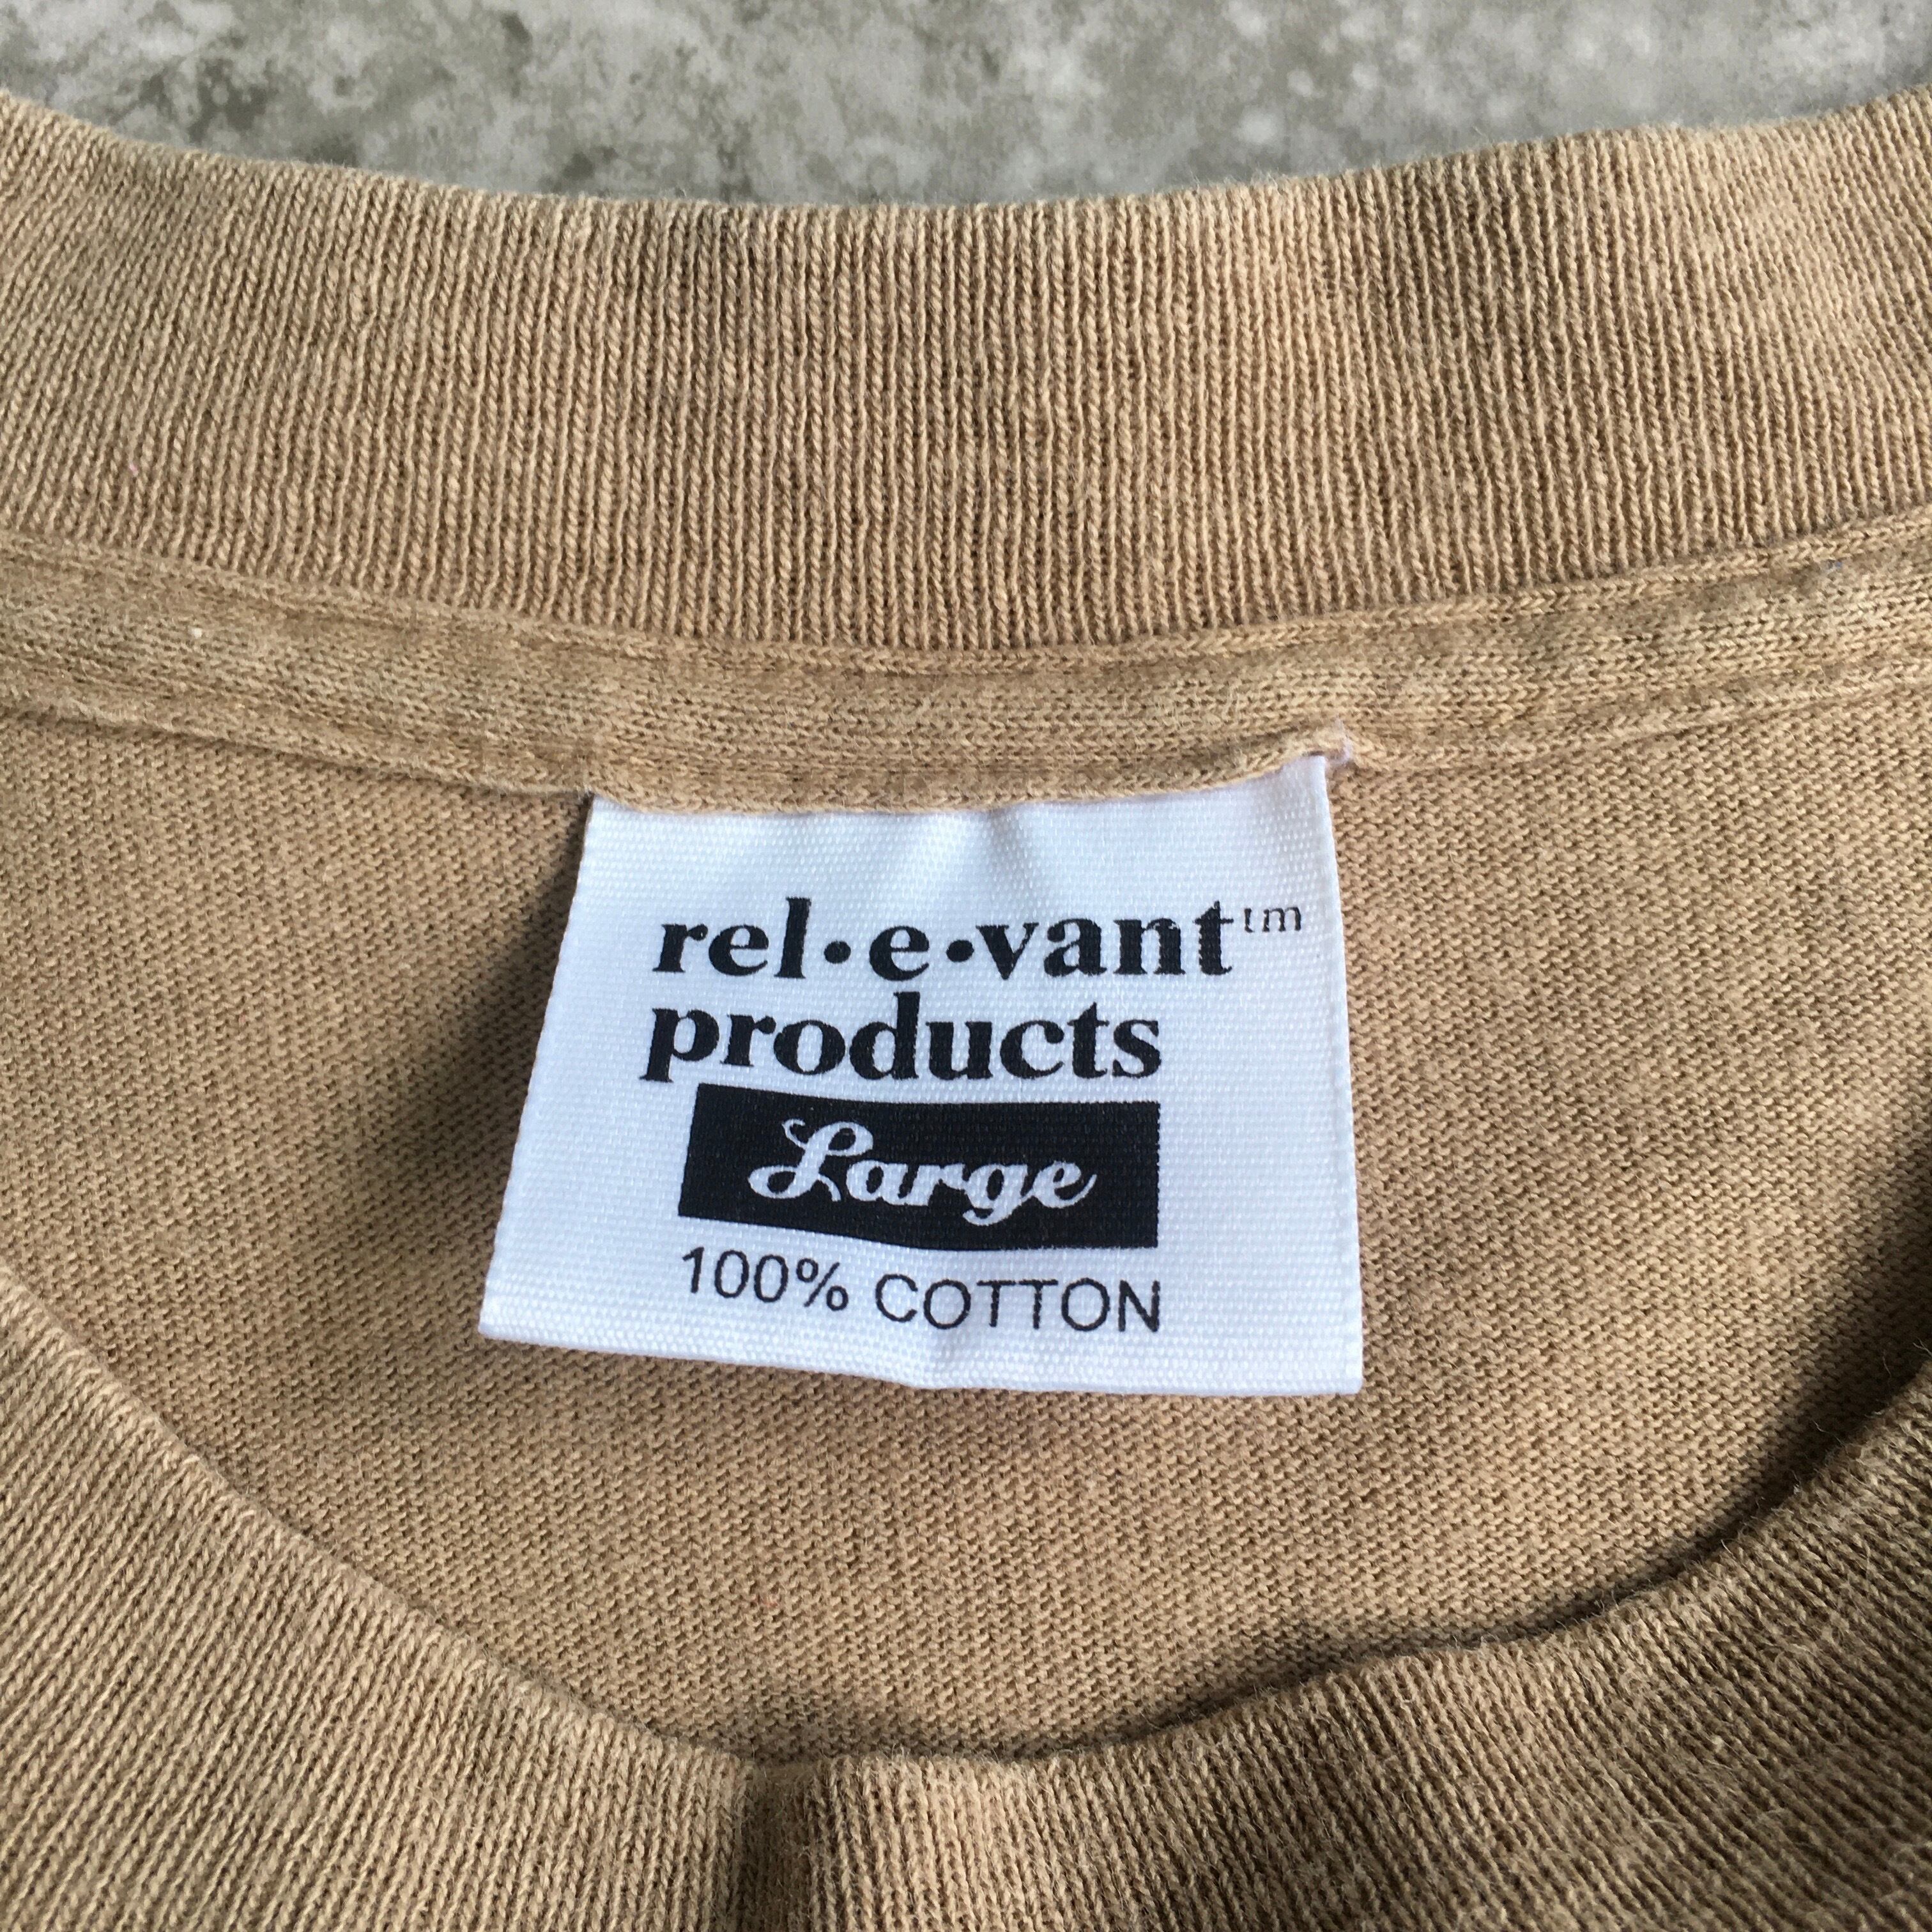 rel•e•vant™
products
Large
100% COTTON